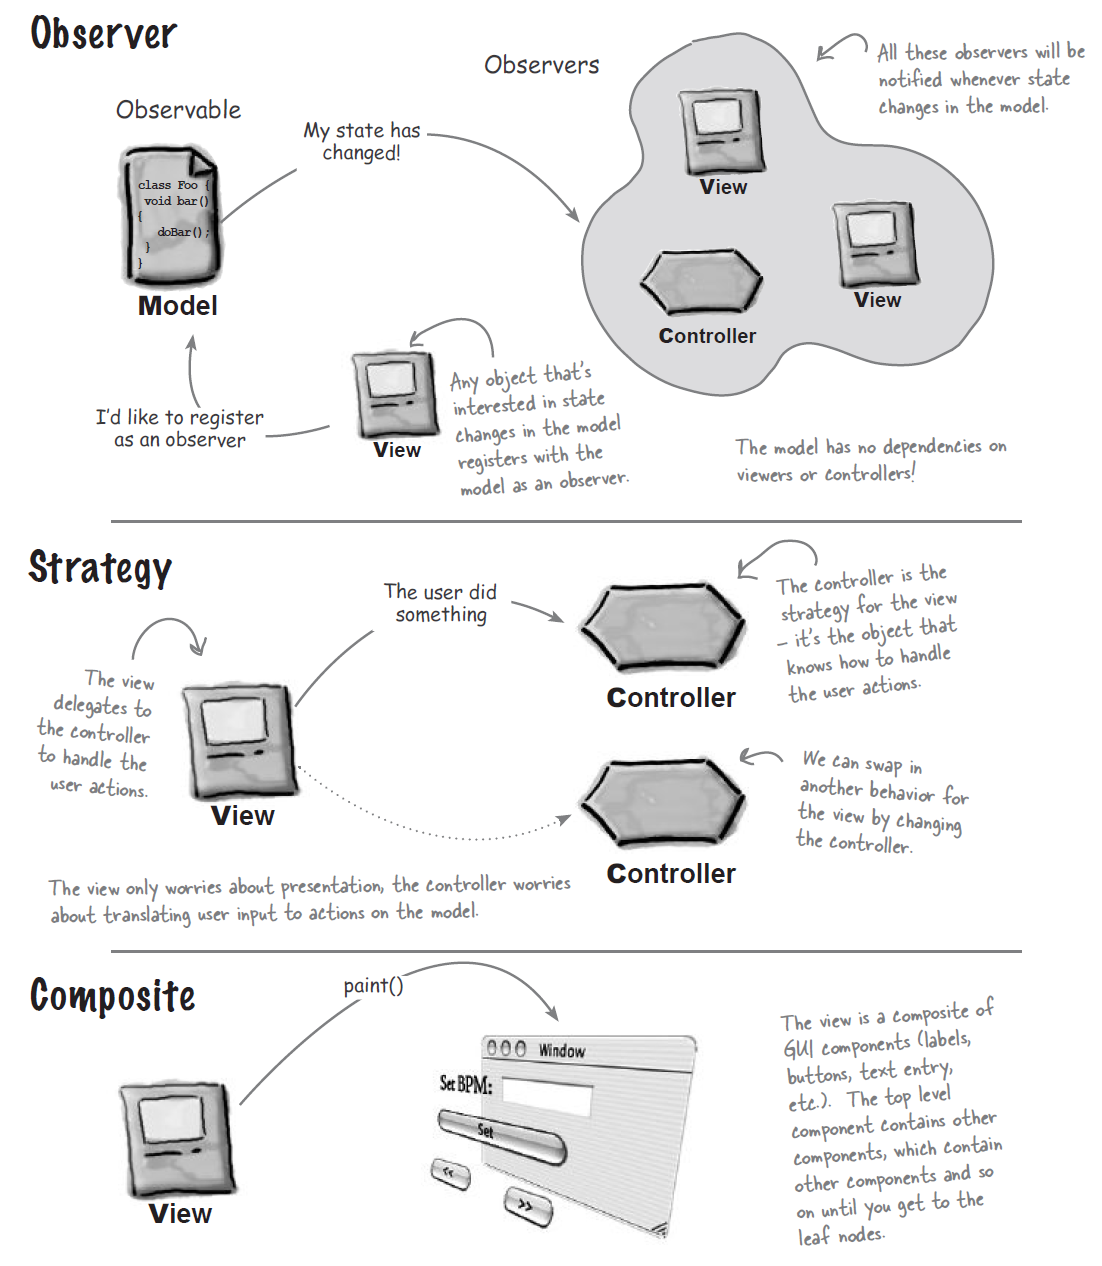 Observer
Observers
All these observers will be
notified whenever state
changes in the model.
Observable
My state has
changed!
class Foo {
void bar()
{
doBar();
}
}
Model
View
View
Controller
I'd like to register
as an observer
View
Any object that's
interested in state
changes in the model
registers with the
model as an observer.
The model has no dependencies on
viewers or controllers!
Strategy
The user did
something
The controller is the
strategy for the view
– it's the object that
knows how to handle
the user actions.
Controller
The view
delegates to
the controller
to handle the
user actions.
View
We can swap in
another behavior for
the view by changing
the controller.
Controller
The view only worries about presentation, the controller worries
about translating user input to actions on the model.
Composite
paint()
Window
Set BPM:
Set
<<
>>
View
The view is a composite of
GUI components (labels,
buttons, text entry,
etc.). The top level
component contains other
components, which contain
other components and so
on until you get to the
leaf nodes.